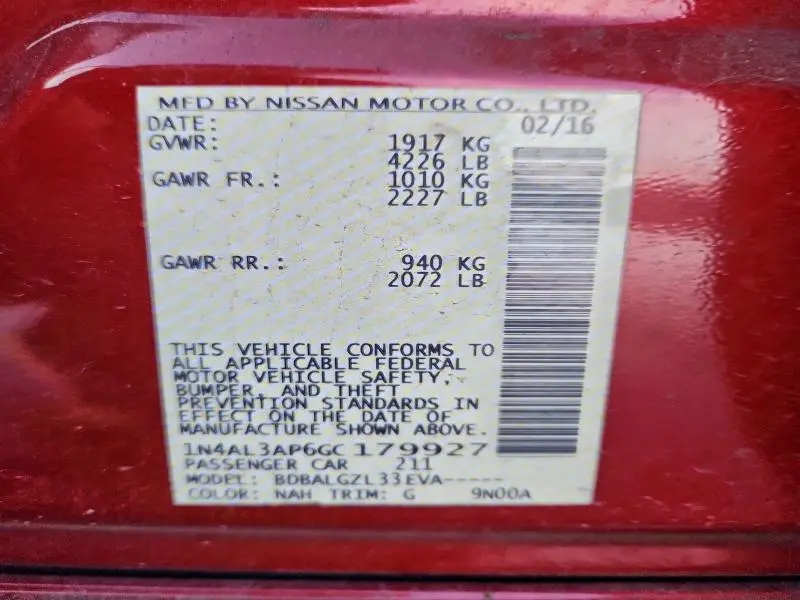 MFD BY NISSAN MOTOR CO., LTD.
DATE: 02/16
GVWR: 1917 KG
4226 LB
GAWR FR.: 1010 KG
2227 LB
GAWR RR.: 940 KG
2072 LB
THIS VEHICLE CONFORMS TO
ALL APPLICABLE FEDERAL
MOTOR VEHICLE SAFETY,
BUMPER, AND THEFT
PREVENTION STANDARDS IN
EFFECT ON THE DATE OF
MANUFACTURE SHOWN ABOVE.
1N4AL3AP6GC179927
PASSENGER CAR 211
MODEL: BDBALGZL33EVA-----
COLOR: NAH TRIM: G 9N00A